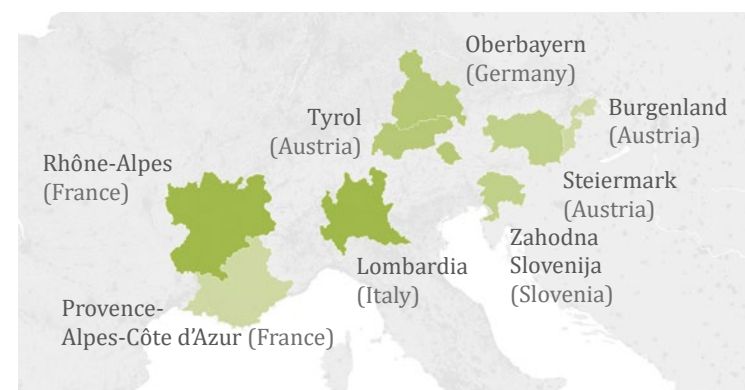 Oberbayern
(Germany)
Tyrol
(Austria)
Burgenland
(Austria)
Rhône-Alpes
(France)
Steiermark
(Austria)
Zahodna
Slovenija
(Slovenia)
Lombardia
(Italy)
Provence-
Alpes-Côte d’Azur (France)